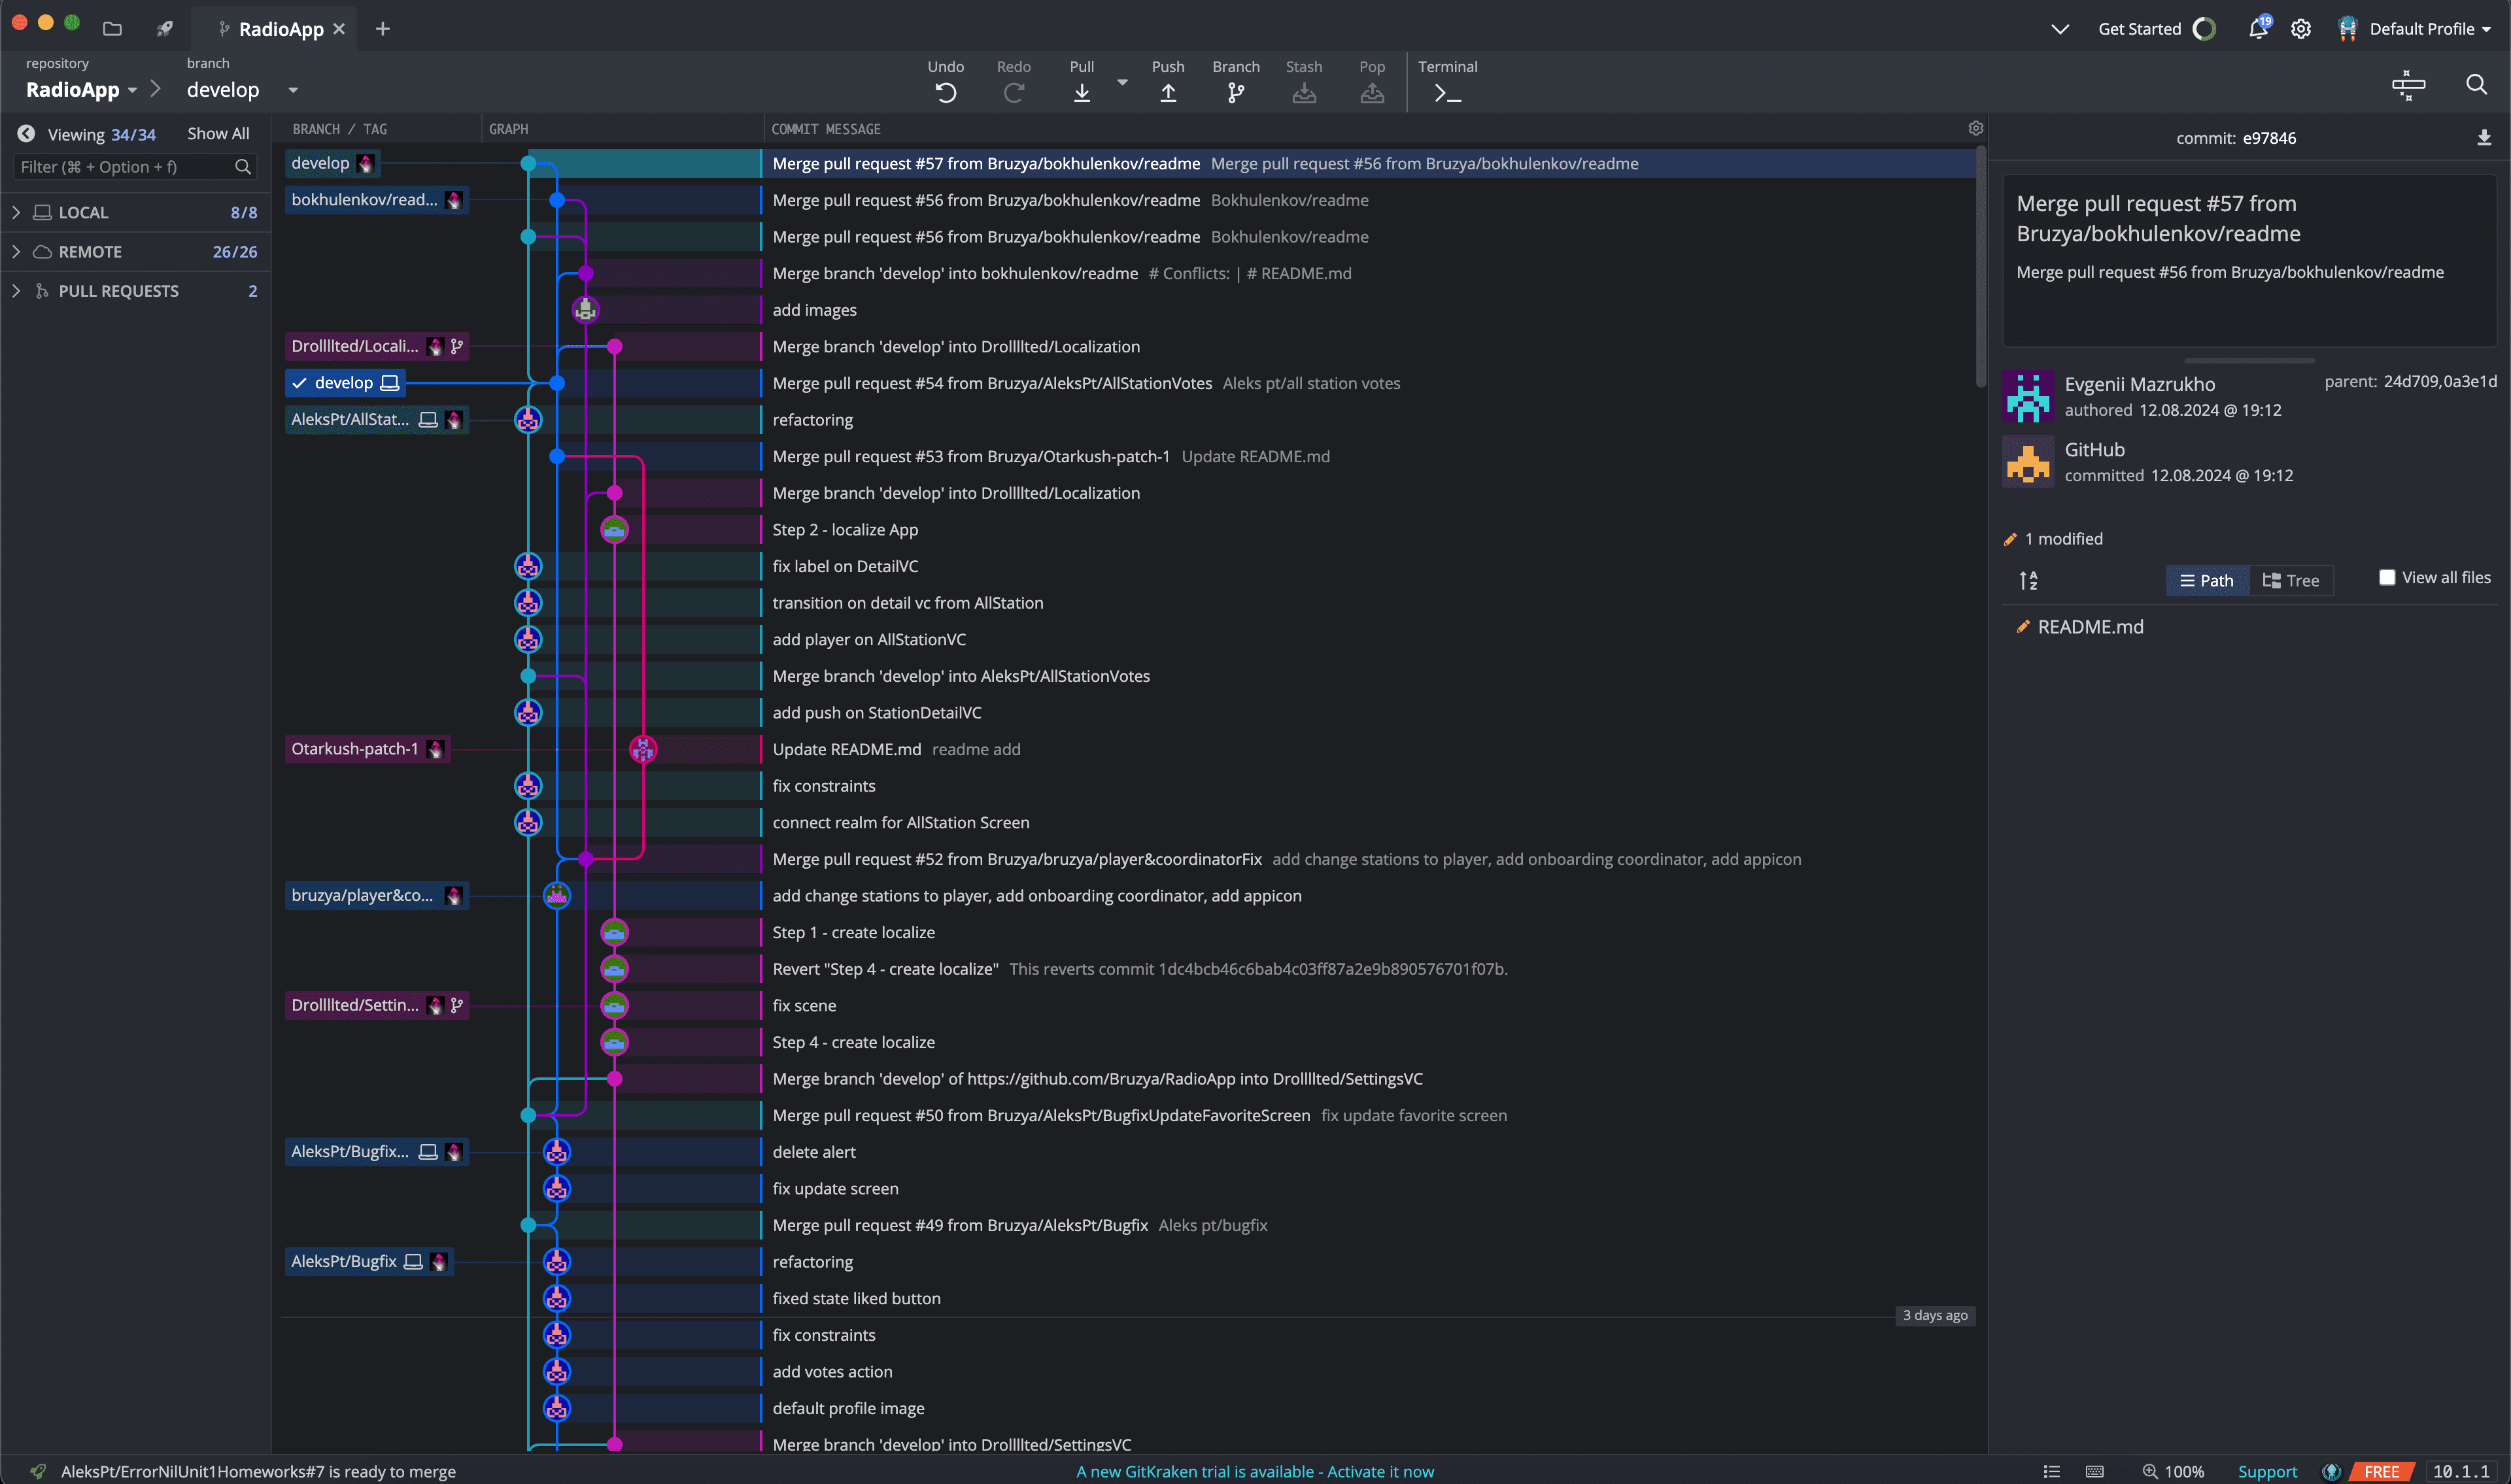 RadioApp
Get Started
19
Default Profile
repository
branch
RadioApp
develop
Undo
Redo
Pull
Push
Branch
Stash
Pop
Terminal
Viewing 34/34
Show All
Filter (⌘ + Option + f)
LOCAL 8/8
REMOTE 26/26
PULL REQUESTS 2
BRANCH / TAG
GRAPH
COMMIT MESSAGE
develop
Merge pull request #57 from Bruzya/bokhulenkov/readme Merge pull request #56 from Bruzya/bokhulenkov/readme
bokhulenkov/read...
Merge pull request #56 from Bruzya/bokhulenkov/readme Bokhulenkov/readme
Merge pull request #56 from Bruzya/bokhulenkov/readme Bokhulenkov/readme
Merge branch 'develop' into bokhulenkov/readme # Conflicts: | # README.md
add images
Drollllted/Locali...
Merge branch 'develop' into Drollllted/Localization
develop
Merge pull request #54 from Bruzya/AleksPt/AllStationVotes Aleks pt/all station votes
AleksPt/AllStat...
refactoring
Merge pull request #53 from Bruzya/Otarkush-patch-1 Update README.md
Merge branch 'develop' into Drollllted/Localization
Step 2 - localize App
fix label on DetailVC
transition on detail vc from AllStation
add player on AllStationVC
Merge branch 'develop' into AleksPt/AllStationVotes
add push on StationDetailVC
Otarkush-patch-1
Update README.md readme add
fix constraints
connect realm for AllStation Screen
Merge pull request #52 from Bruzya/bruzya/player&coordinatorFix add change stations to player, add onboarding coordinator, add appicon
bruzya/player&co...
add change stations to player, add onboarding coordinator, add appicon
Step 1 - create localize
Revert "Step 4 - create localize" This reverts commit 1dc4bcb46c6bab4c03ff87a2e9b890576701f07b.
Drollllted/Settin...
fix scene
Step 4 - create localize
Merge branch 'develop' of https://github.com/Bruzya/RadioApp into Drollllted/SettingsVC
Merge pull request #50 from Bruzya/AleksPt/BugfixUpdateFavoriteScreen fix update favorite screen
AleksPt/Bugfix...
delete alert
fix update screen
Merge pull request #49 from Bruzya/AleksPt/Bugfix Aleks pt/bugfix
AleksPt/Bugfix
refactoring
fixed state liked button
3 days ago
fix constraints
add votes action
default profile image
Merge branch 'develop' into Drollllted/SettingsVC
commit: e97846
Merge pull request #57 from
Bruzya/bokhulenkov/readme
Merge pull request #56 from Bruzya/bokhulenkov/readme
Evgenii Mazrukho
parent: 24d709,0a3e1d
authored 12.08.2024 @ 19:12
GitHub
committed 12.08.2024 @ 19:12
1 modified
Path
Tree
View all files
README.md
AleksPt/ErrorNilUnit1Homeworks#7 is ready to merge
A new GitKraken trial is available - Activate it now
100%
Support
FREE
10.1.1